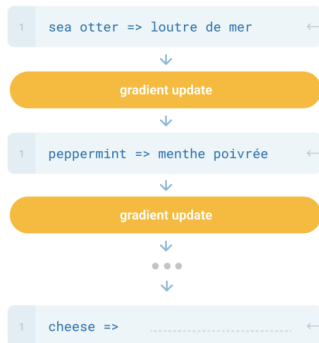 1 sea otter => loutre de mer ←
gradient update
1 peppermint => menthe poivrée ←
gradient update
1 cheese => ........................ ←